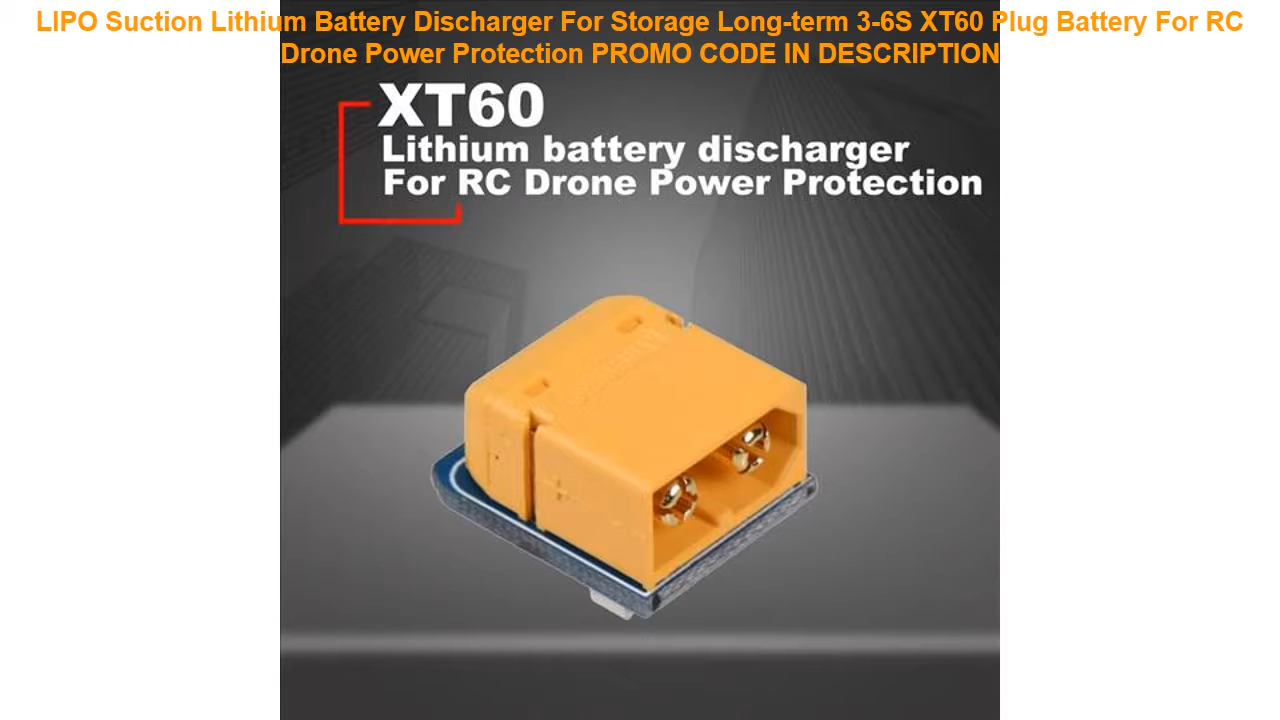 LIPO Suction Lithium Battery Discharger For Storage Long-term 3-6S XT60 Plug Battery For RC
Drone Power Protection PROMO CODE IN DESCRIPTION
XT60
Lithium battery discharger
For RC Drone Power Protection